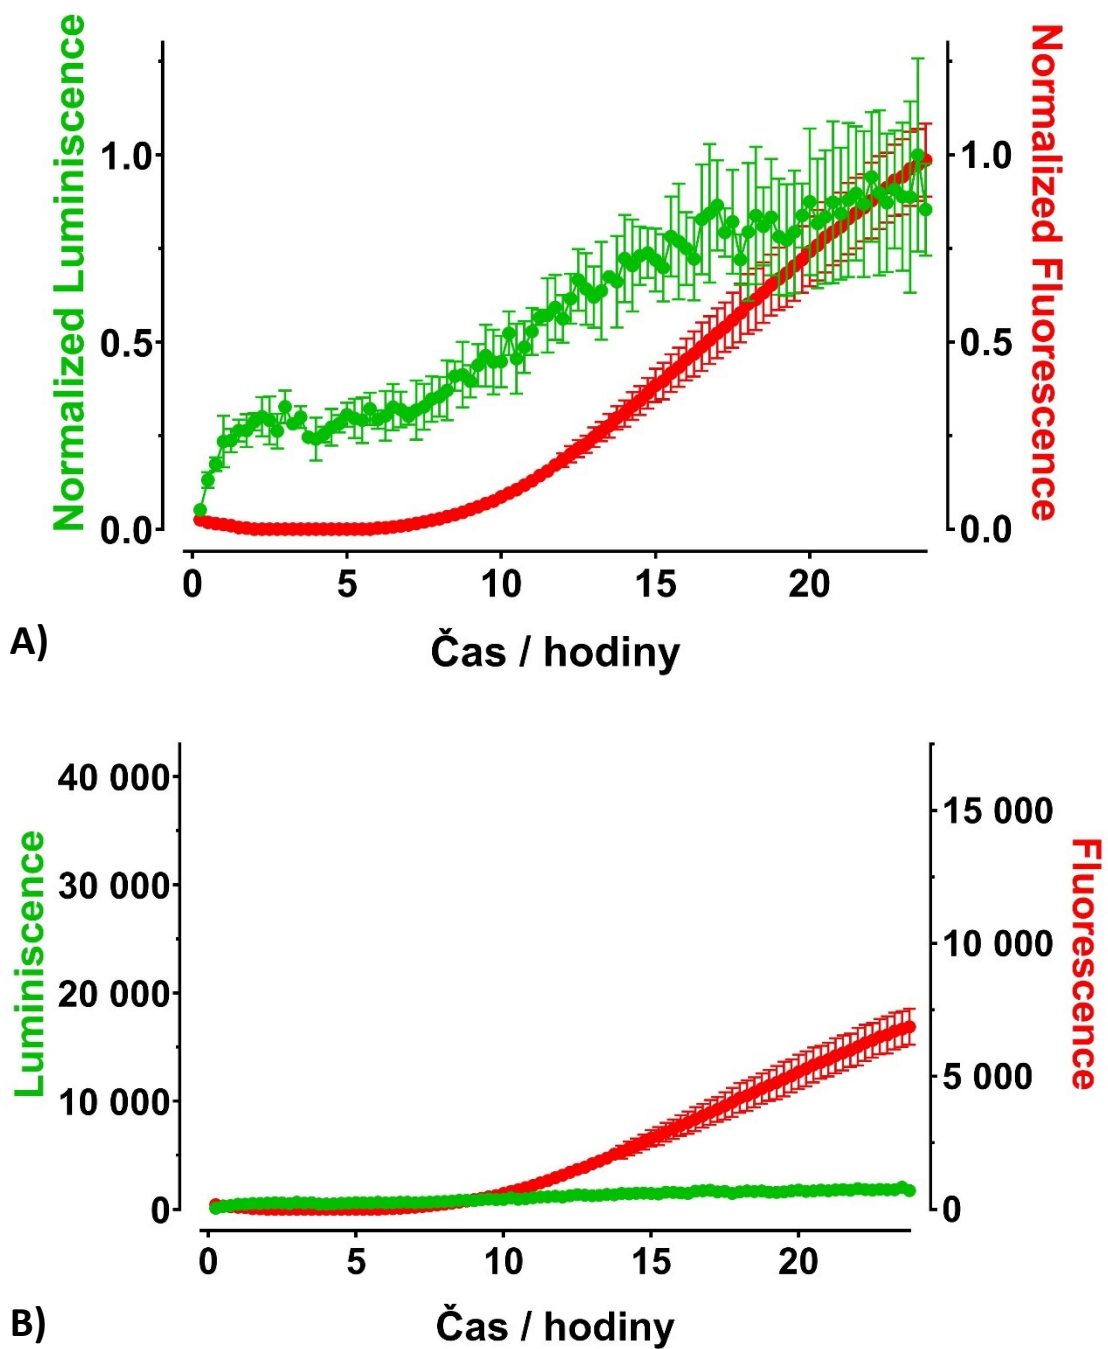 Normalized Luminiscence
Normalized Fluorescence
1.0
0.5
0.0
1.0
0.5
0.0
0 5 10 15 20
Čas / hodiny
A)
Luminiscence
Fluorescence
40 000
30 000
20 000
10 000
0
15 000
10 000
5 000
0
0 5 10 15 20
Čas / hodiny
B)